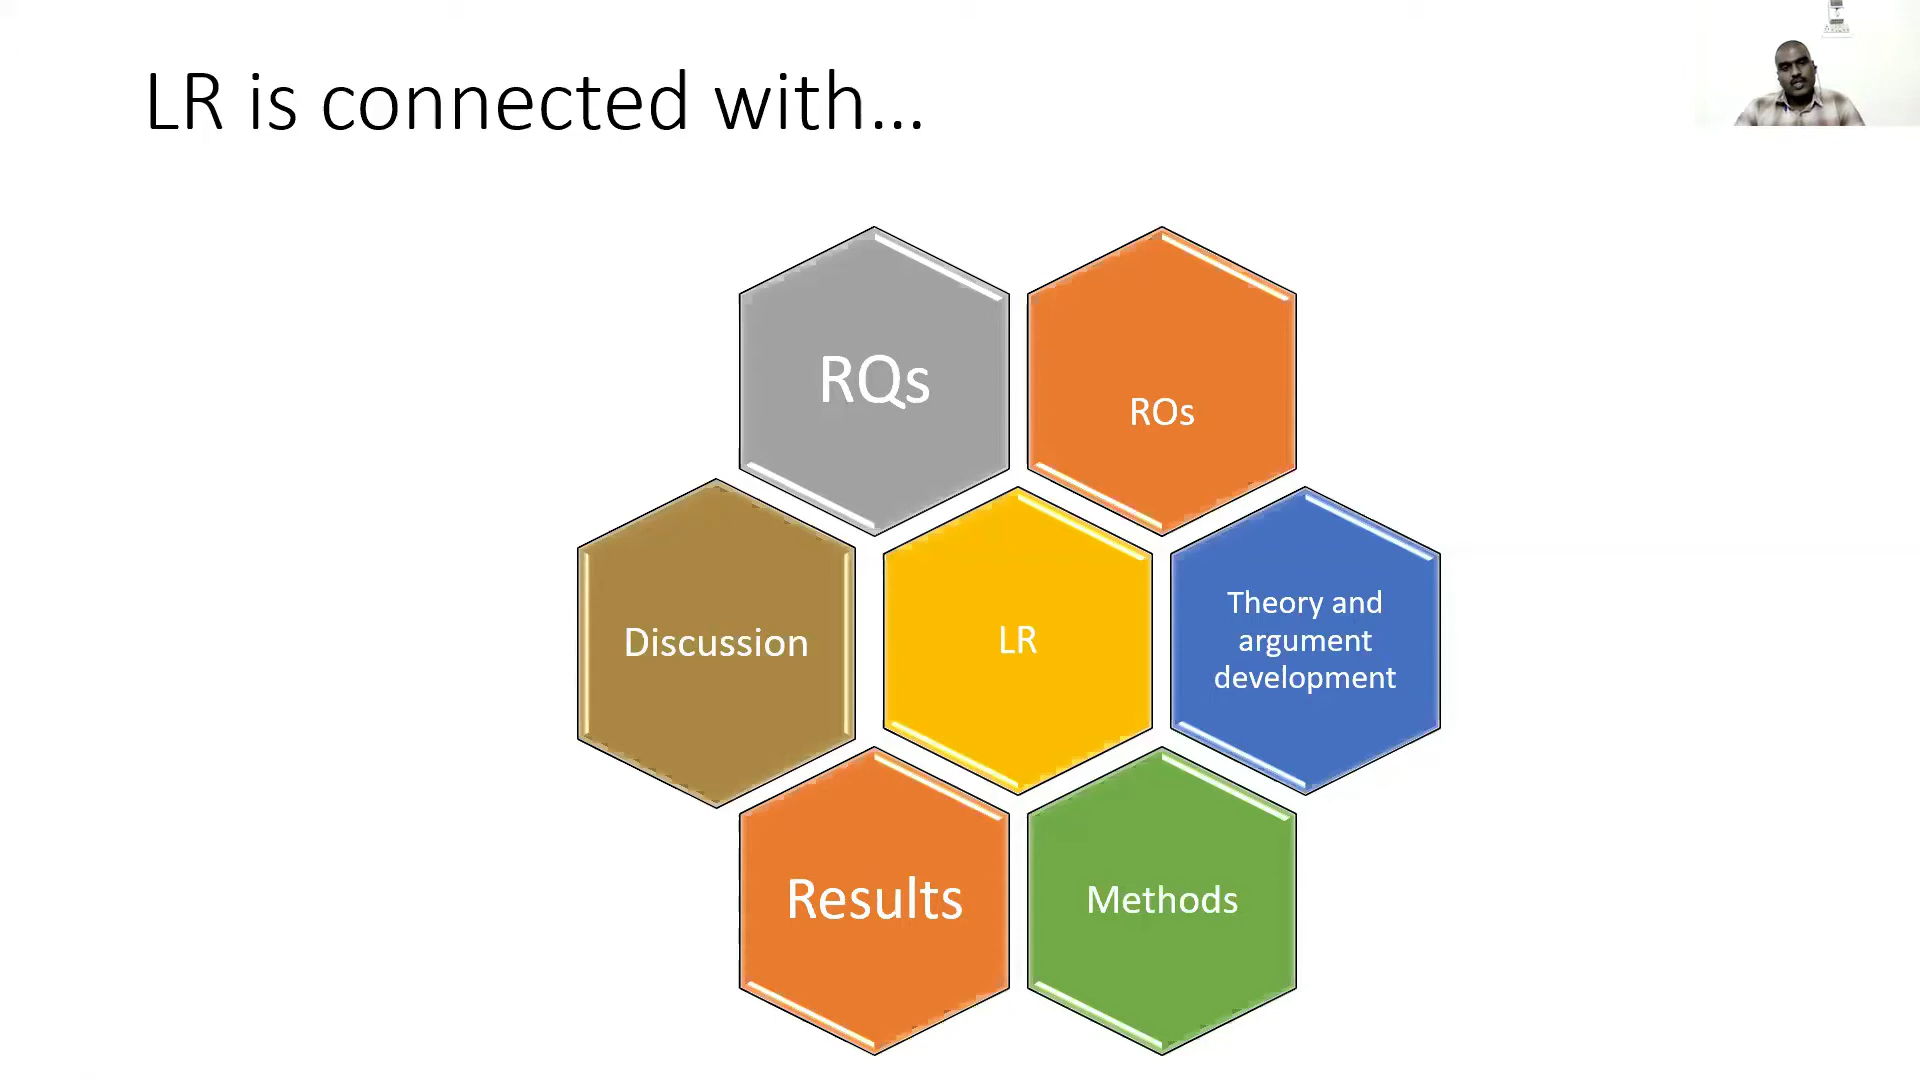 LR is connected with...
RQs
ROs
Discussion
LR
Theory and
argument
development
Results
Methods